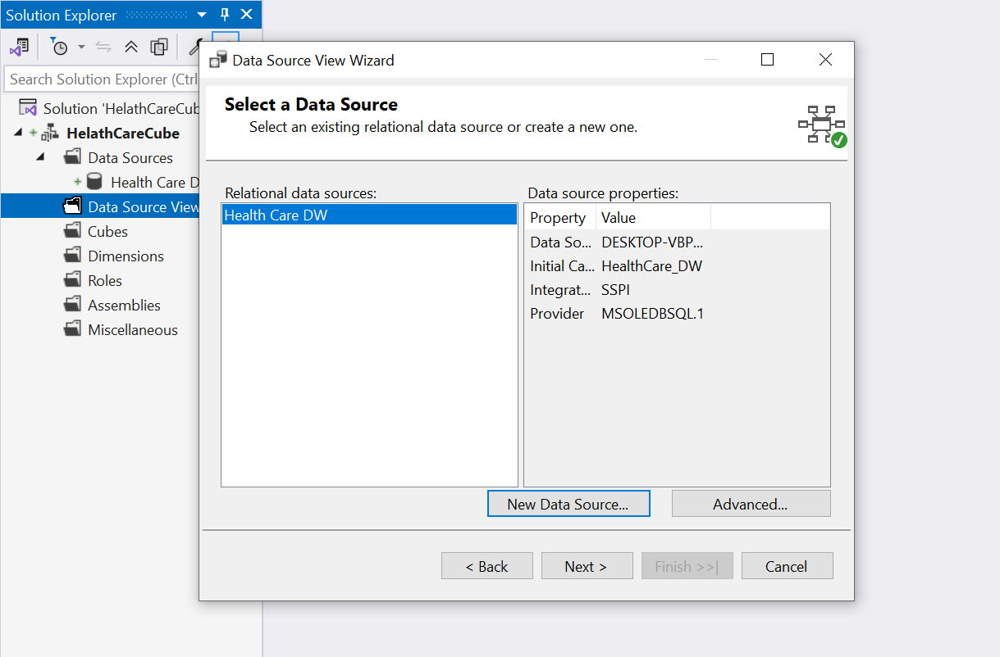 Solution Explorer
Search Solution Explorer (Ctrl
Solution 'HelathCareCub
HelathCareCube
Data Sources
Health Care D
Data Source View
Cubes
Dimensions
Roles
Assemblies
Miscellaneous
Data Source View Wizard
Select a Data Source
Select an existing relational data source or create a new one.
Relational data sources:
Health Care DW
Data source properties:
Property Value
Data So... DESKTOP-VBP...
Initial Ca... HealthCare_DW
Integrat... SSPI
Provider MSOLEDBSQL.1
New Data Source... Advanced...
< Back Next > Finish >>| Cancel